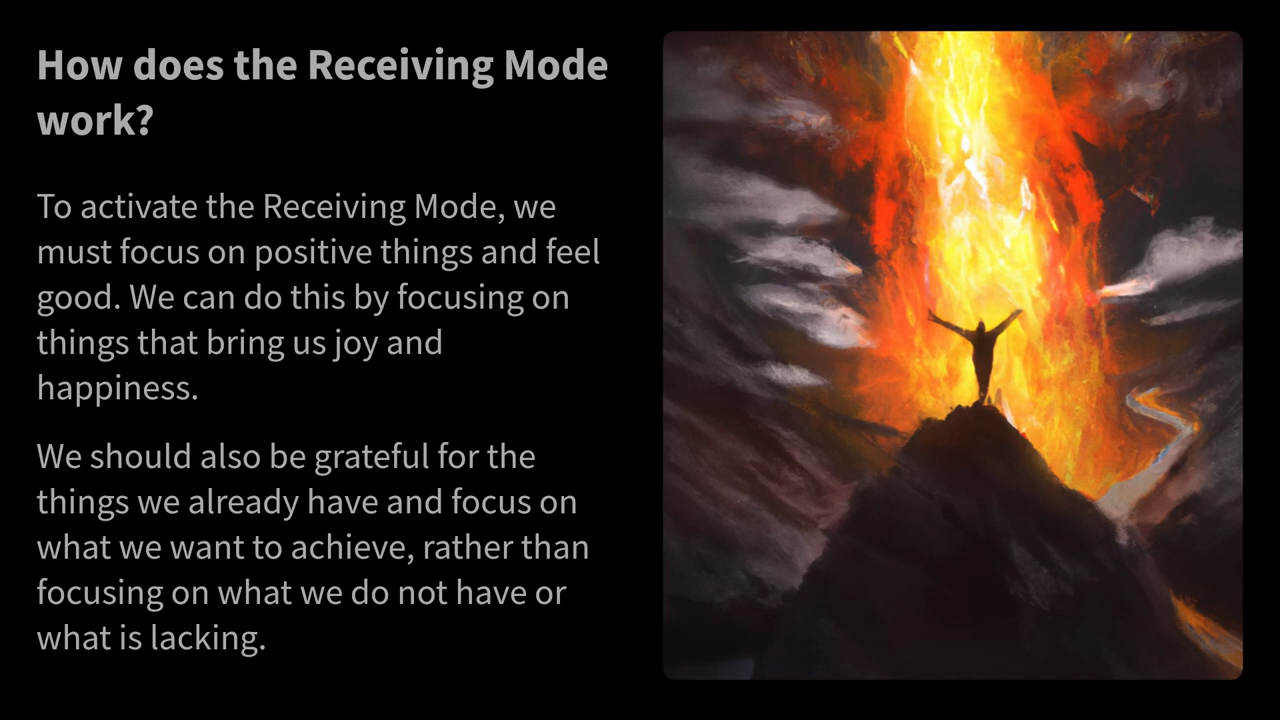 How does the Receiving Mode
work?
To activate the Receiving Mode, we
must focus on positive things and feel
good. We can do this by focusing on
things that bring us joy and
happiness.
We should also be grateful for the
things we already have and focus on
what we want to achieve, rather than
focusing on what we do not have or
what is lacking.